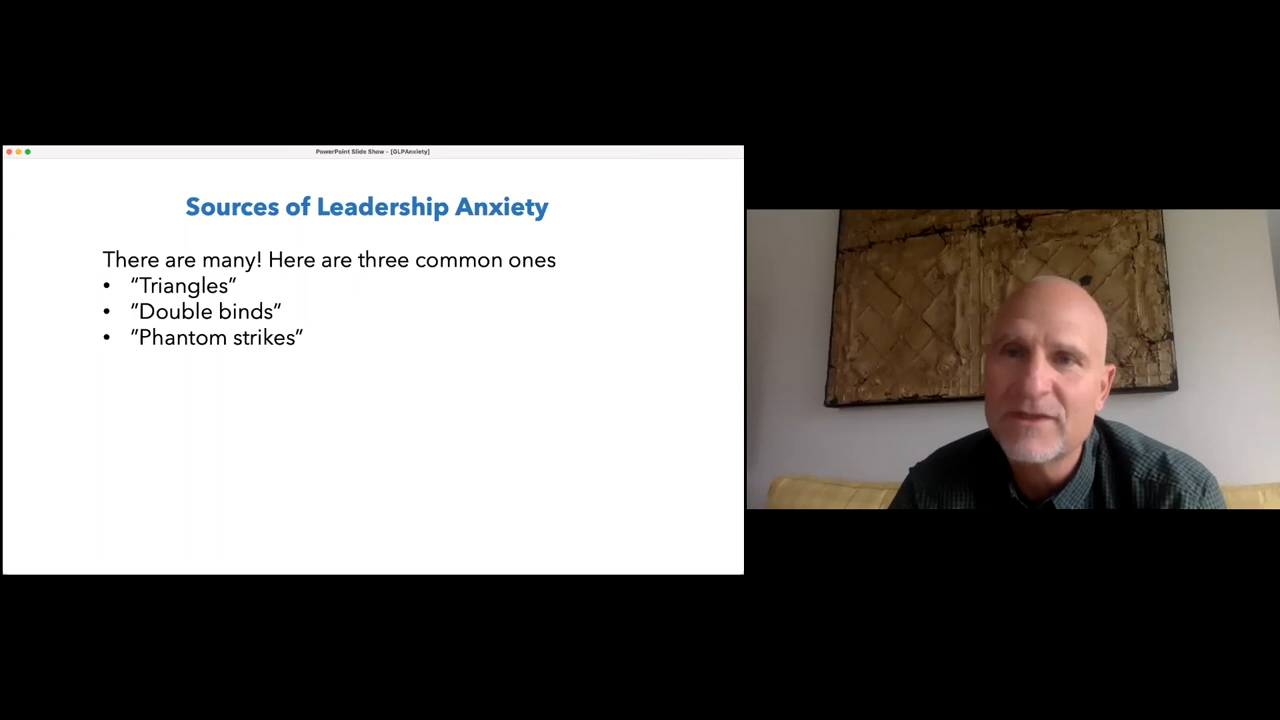 PowerPoint Slide Show - [GLPAnxiety]
Sources of Leadership Anxiety
There are many! Here are three common ones
• ”Triangles”
• ”Double binds”
• ”Phantom strikes”